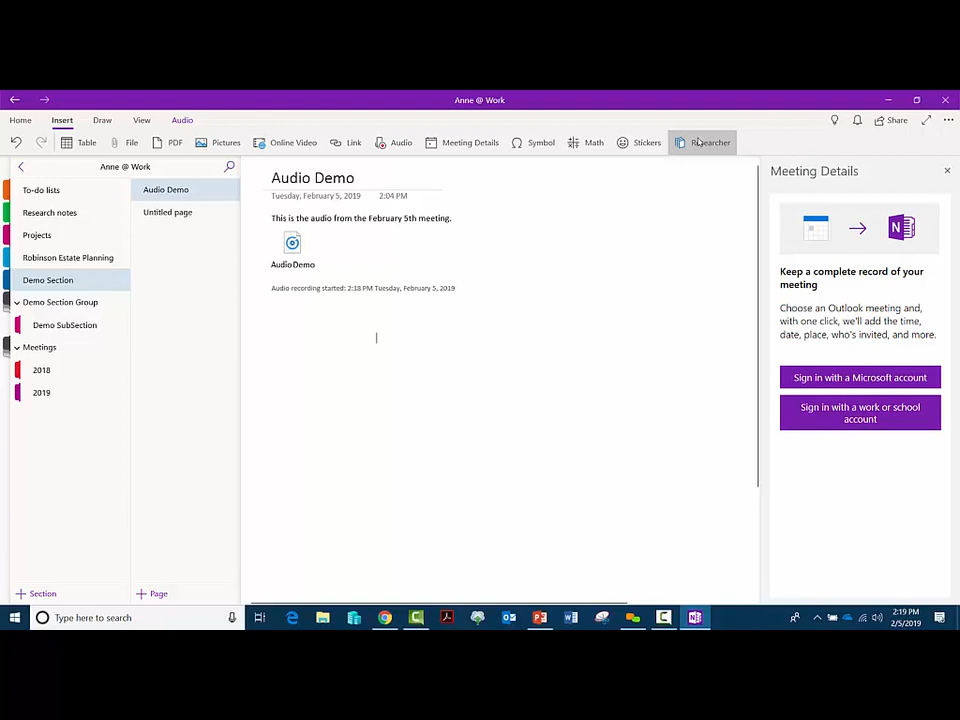 Anne @ Work
Home Insert Draw View Audio
Share
Table File PDF Pictures Online Video Link Audio Meeting Details Symbol Math Stickers Researcher
Anne @ Work
To-do lists
Research notes
Projects
Robinson Estate Planning
Demo Section
Demo Section Group
Demo SubSection
Meetings
2018
2019
Section
Audio Demo
Untitled page
Page
Audio Demo
Tuesday, February 5, 2019 2:04 PM
This is the audio from the February 5th meeting.
AudioDemo
Audio recording started: 2:18 PM Tuesday, February 5, 2019
Meeting Details
N
Keep a complete record of your
meeting
Choose an Outlook meeting and,
with one click, we'll add the time,
date, place, who's invited, and more.
Sign in with a Microsoft account
Sign in with a work or school
account
Type here to search
2:19 PM
2/5/2019